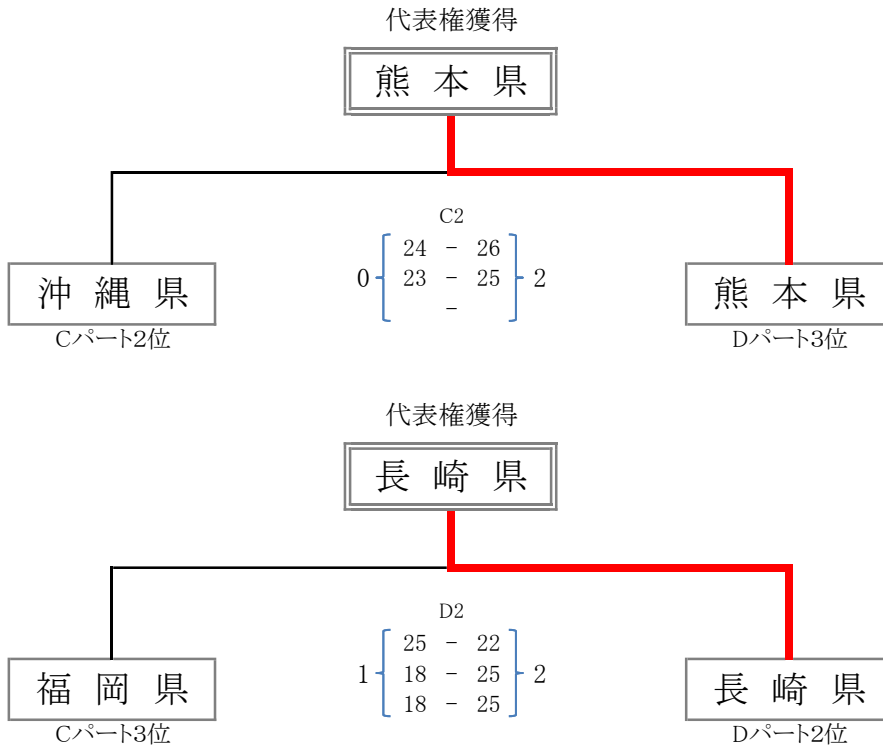 代表権獲得
熊 本 県
C2
24 - 26
0 23 - 25 2
-
沖 縄 県
熊 本 県
Cパート2位
Dパート3位
代表権獲得
長 崎 県
D2
25 - 22
1 18 - 25 2
18 - 25
福 岡 県
長 崎 県
Cパート3位
Dパート2位